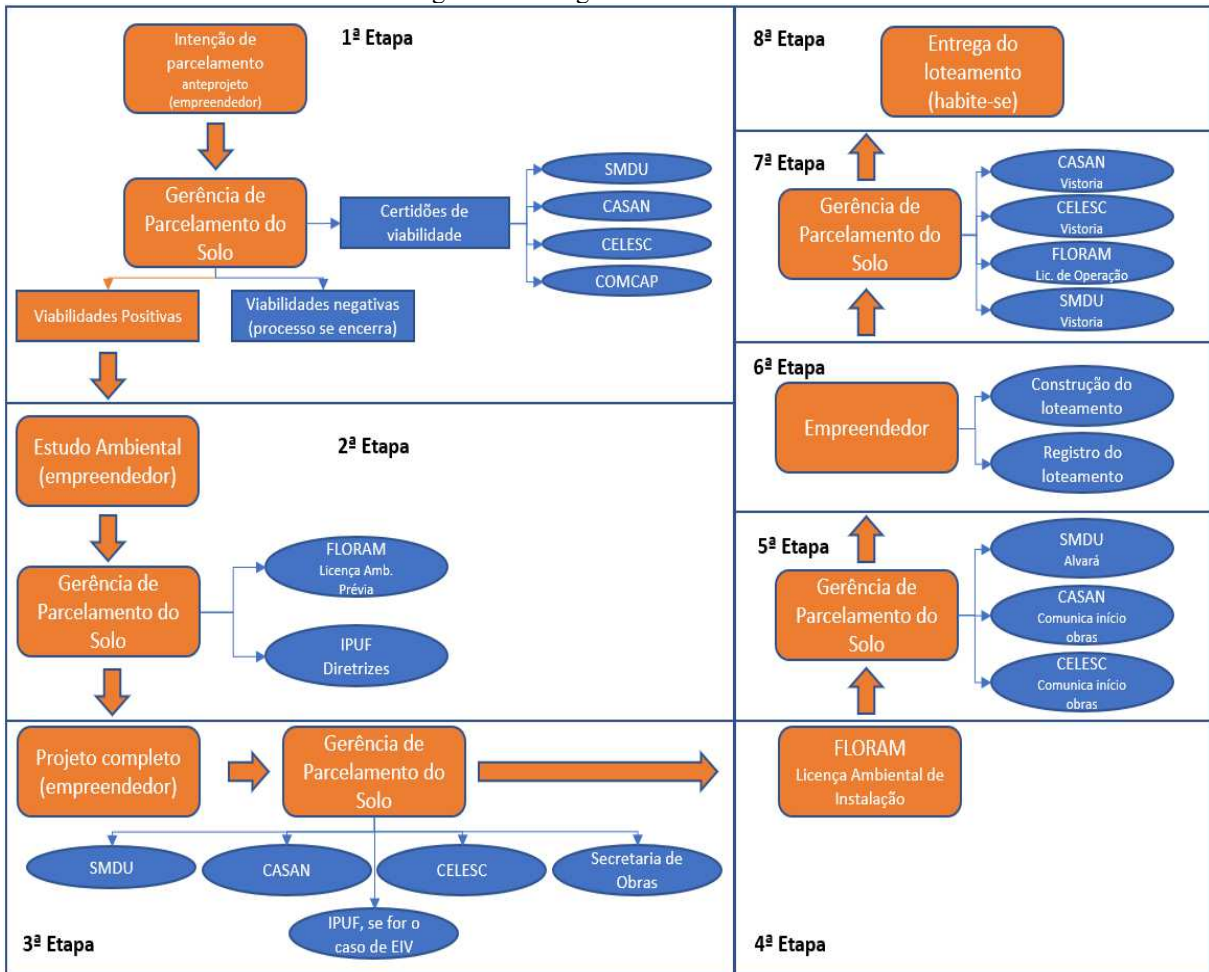 1ª Etapa
Intenção de
parcelamento
anteprojeto
(empreendedor)
Gerência de
Parcelamento do
Solo
Certidões de
viabilidade
SMDU
CASAN
CELESC
COMCAP
Viabilidades Positivas
Viabilidades negativas
(processo se encerra)
2ª Etapa
Estudo Ambiental
(empreendedor)
Gerência de
Parcelamento do
Solo
FLORAM
Licença Amb.
Prévia
IPUF
Diretrizes
Projeto completo
(empreendedor)
Gerência de
Parcelamento do
Solo
SMDU
CASAN
CELESC
Secretaria de
Obras
IPUF, se for o
caso de EIV
3ª Etapa
FLORAM
Licença Ambiental de
Instalação
4ª Etapa
5ª Etapa
Gerência de
Parcelamento do
Solo
SMDU
Alvará
CASAN
Comunica início
obras
CELESC
Comunica início
obras
6ª Etapa
Empreendedor
Construção do
loteamento
Registro do
loteamento
7ª Etapa
Gerência de
Parcelamento do
Solo
CASAN
Vistoria
CELESC
Vistoria
FLORAM
Lic. de Operação
SMDU
Vistoria
8ª Etapa
Entrega do
loteamento
(habite-se)